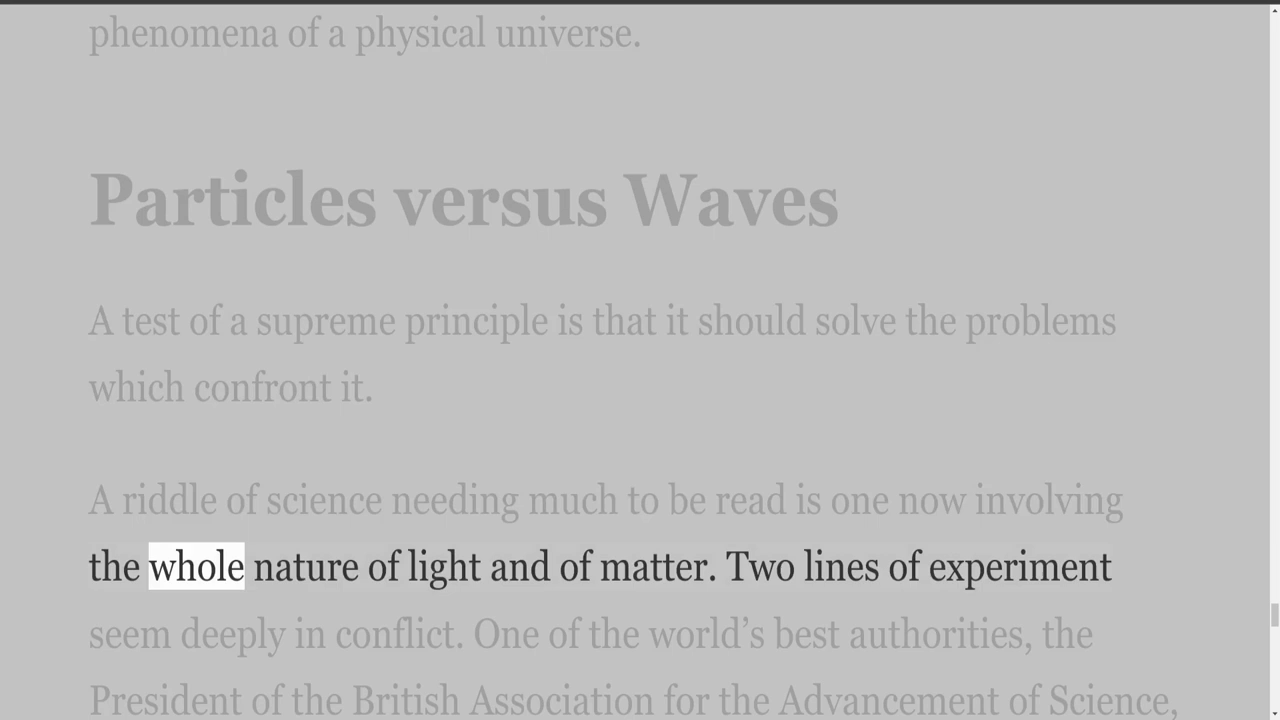 phenomena of a physical universe.
Particles versus Waves
A test of a supreme principle is that it should solve the problems
which confront it.
A riddle of science needing much to be read is one now involving
the whole nature of light and of matter. Two lines of experiment
seem deeply in conflict. One of the world’s best authorities, the
President of the British Association for the Advancement of Science,